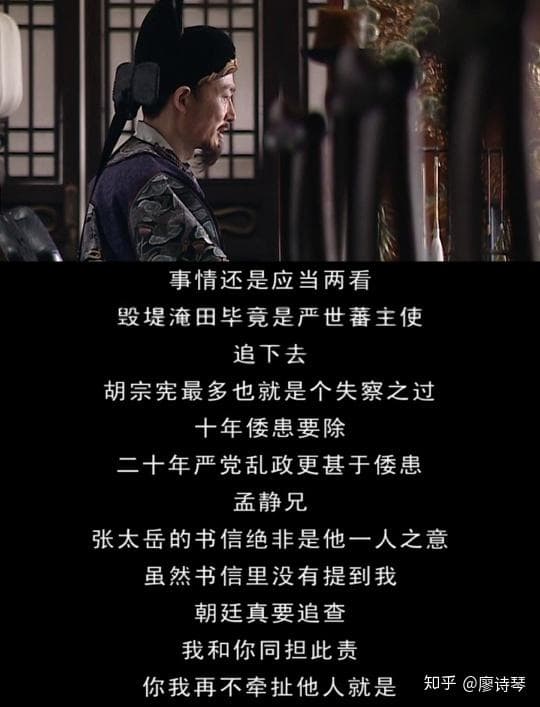 事情还是应当两看
毁堤淹田毕竟是严世蕃主使
追下去
胡宗宪最多也就是个失察之过
十年倭患要除
二十年严党乱政更甚于倭患
孟静兄
张太岳的书信绝非是他一人之意
虽然书信里没有提到我
朝廷真要追查
我和你同担此责
你我再不牵扯他人就是
知乎 @廖诗琴